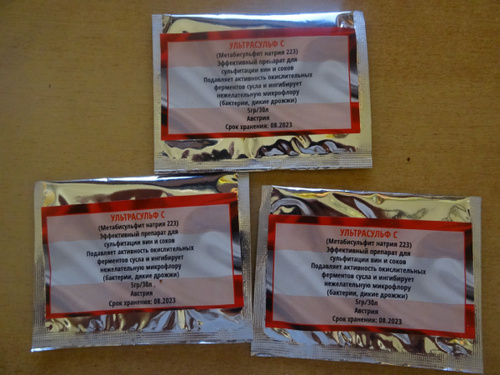 УЛЬТРАСУЛЬФ С
(Метабисульфит натрия 223)
Эффективный препарат для
сульфитации вин и соков
Подавляет активность окислительных
ферментов сусла и ингибирует
нежелательную микрофлору
(бактерии, дикие дрожжи)
5гр/30л
Австрия
Срок хранения: 08.2023
УЛЬТРАСУЛЬФ С
(Метабисульфит натрия 223)
Эффективный препарат для
сульфитации вин и соков
Подавляет активность окислительных
ферментов сусла и ингибирует
нежелательную микрофлору
(бактерии, дикие дрожжи)
5гр/30л
Австрия
Срок хранения: 08.2023
УЛЬТРАСУЛЬФ С
(Метабисульфит натрия 223)
Эффективный препарат для
сульфитации вин и соков
Подавляет активность окислительных
ферментов сусла и ингибирует
нежелательную микрофлору
(бактерии, дикие дрожжи)
5гр/30л
Австрия
Срок хранения: 08.2023